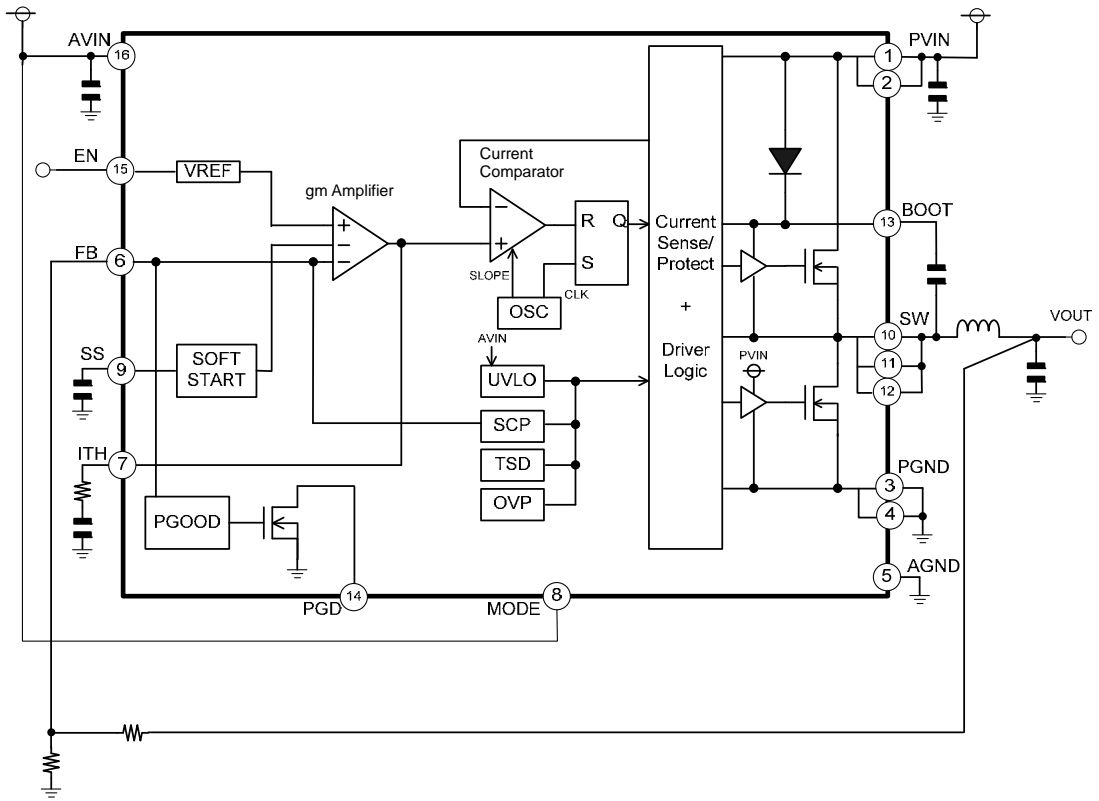 AVIN
16
PVIN
1
2
EN
15
VREF
gm Amplifier
+
−
−
Current
Comparator
−
+
R
Q
S
SLOPE
CLK
OSC
Current
Sense/
Protect
+
Driver
Logic
BOOT
13
FB
6
SS
9
SOFT
START
AVIN
UVLO
SCP
TSD
OVP
PVIN
SW
10
11
12
VOUT
ITH
7
PGOOD
PGND
3
4
AGND
5
PGD
14
MODE
8